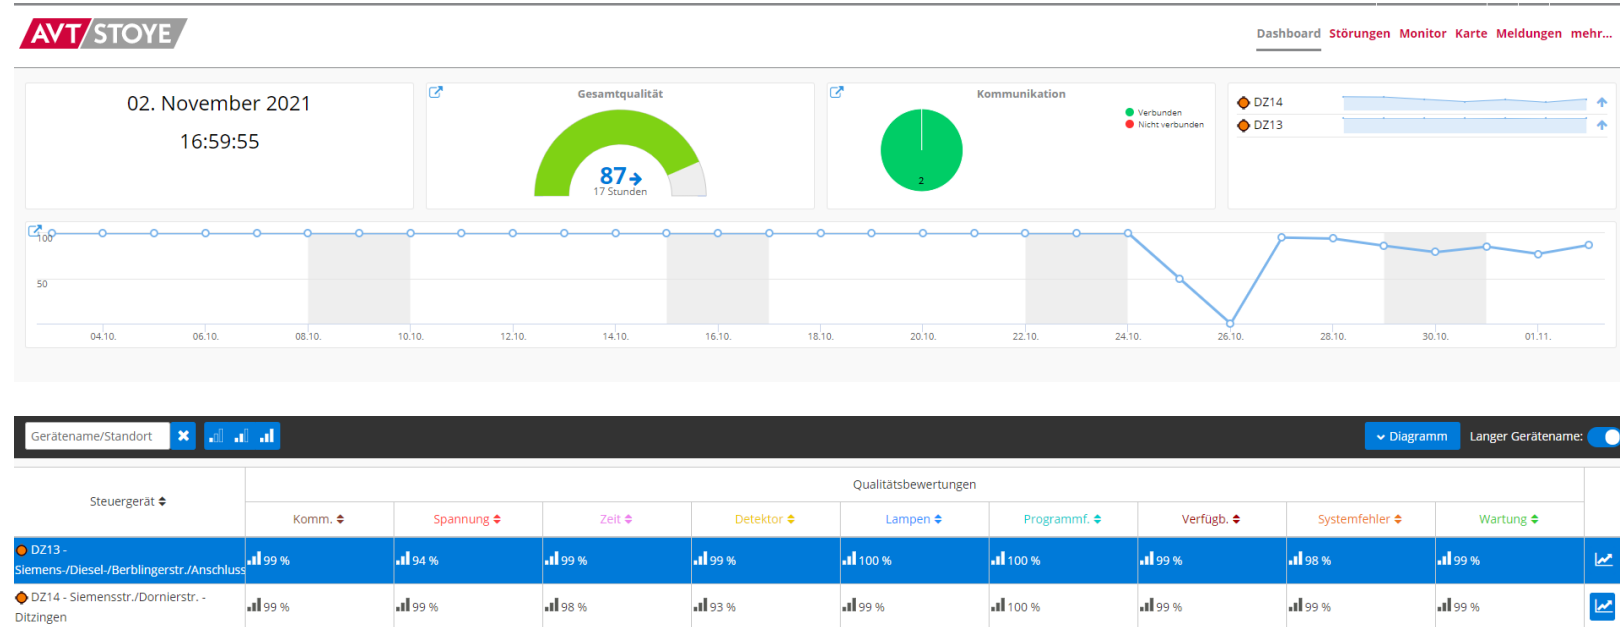 AVT STOYE
Dashboard Störungen Monitor Karte Meldungen mehr...
02. November 2021
16:59:55
Gesamtqualität
87
17 Stunden
Kommunikation
Verbunden
Nicht verbunden
2
DZ14
DZ13
100
50
04.10. 06.10. 08.10. 10.10. 12.10. 14.10. 16.10. 18.10. 20.10. 22.10. 24.10. 26.10. 28.10. 30.10. 01.11.
Gerätename/Standort
Diagramm Langer Gerätename:
Qualitätsbewertungen
Steuergerät
Komm. Spannung Zeit Detektor Lampen Programmf. Verfügb. Systemfehler Wartung
DZ13 -
Siemens-/Diesel-/Berblingerstr./Anschluss
99 % 94 % 99 % 99 % 100 % 100 % 99 % 98 % 99 %
DZ14 - Siemensstr./Dornierstr. -
Ditzingen
99 % 99 % 98 % 93 % 99 % 100 % 99 % 99 % 99 %